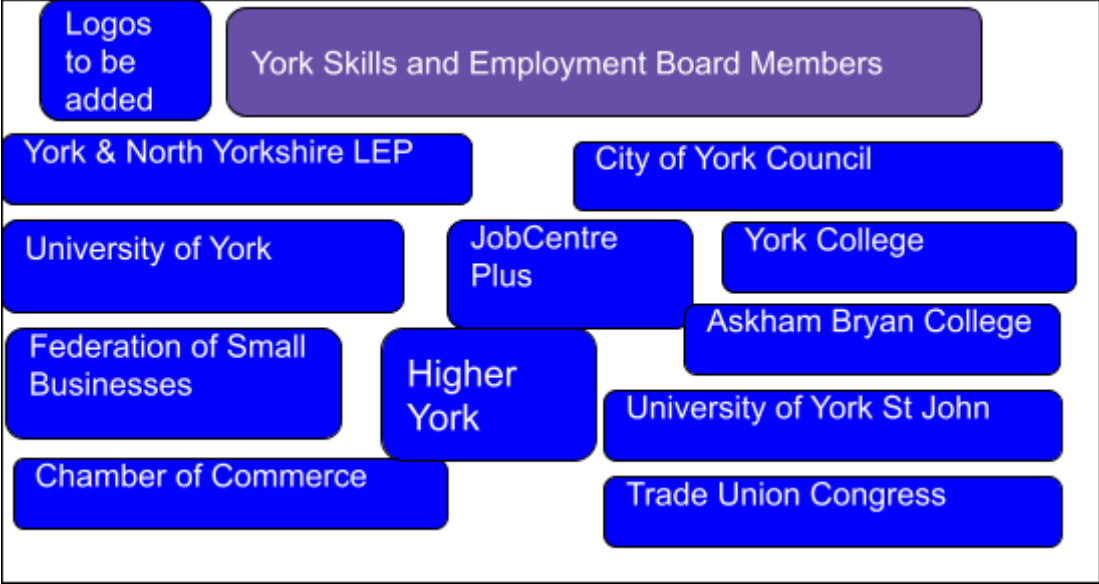 Logos
to be
added
York Skills and Employment Board Members
York & North Yorkshire LEP
City of York Council
University of York
JobCentre
Plus
York College
Askham Bryan College
Federation of Small
Businesses
Higher
York
University of York St John
Chamber of Commerce
Trade Union Congress